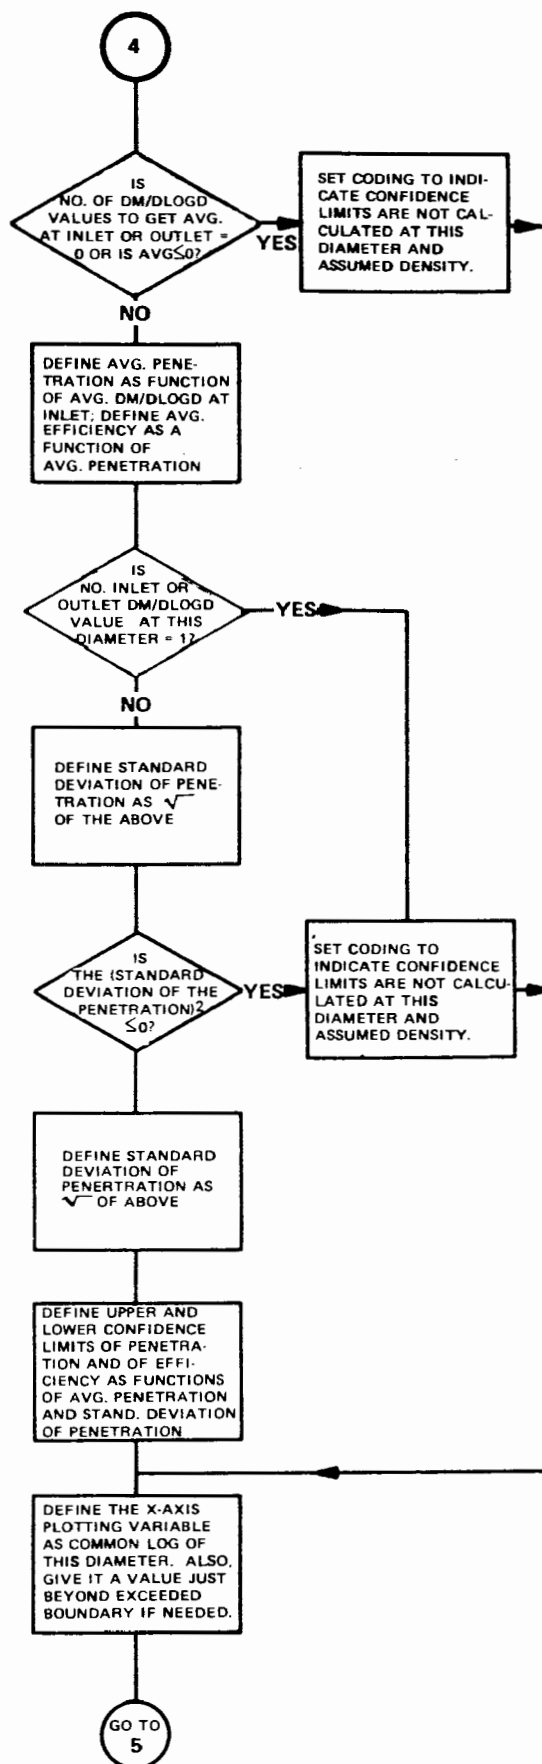 4
IS
NO. OF DM/DLOGD
VALUES TO GET AVG.
AT INLET OR OUTLET =
0 OR IS AVG≤0?
YES
SET CODING TO INDI-
CATE CONFIDENCE
LIMITS ARE NOT CAL-
CULATED AT THIS
DIAMETER AND
ASSUMED DENSITY.
NO
DEFINE AVG. PENE-
TRATION AS FUNCTION
OF AVG. DM/DLOGD AT
INLET; DEFINE AVG.
EFFICIENCY AS A
FUNCTION OF
AVG. PENETRATION
IS
NO. INLET OR
OUTLET DM/DLOGD
VALUE AT THIS
DIAMETER = 1?
YES
NO
DEFINE STANDARD
DEVIATION OF PENE-
TRATION AS √
OF THE ABOVE
IS
THE (STANDARD
DEVIATION OF THE
PENETRATION)²
≤0?
YES
SET CODING TO
INDICATE CONFIDENCE
LIMITS ARE NOT CALCU-
LATED AT THIS
DIAMETER AND
ASSUMED DENSITY.
DEFINE STANDARD
DEVIATION OF
PENERTRATION AS
√ OF ABOVE
DEFINE UPPER AND
LOWER CONFIDENCE
LIMITS OF PENETRA-
TION AND OF EFFI-
CIENCY AS FUNCTIONS
OF AVG. PENETRATION
AND STAND. DEVIATION
OF PENETRATION
DEFINE THE X-AXIS
PLOTTING VARIABLE
AS COMMON LOG OF
THIS DIAMETER. ALSO,
GIVE IT A VALUE JUST
BEYOND EXCEEDED
BOUNDARY IF NEEDED.
GO TO
5